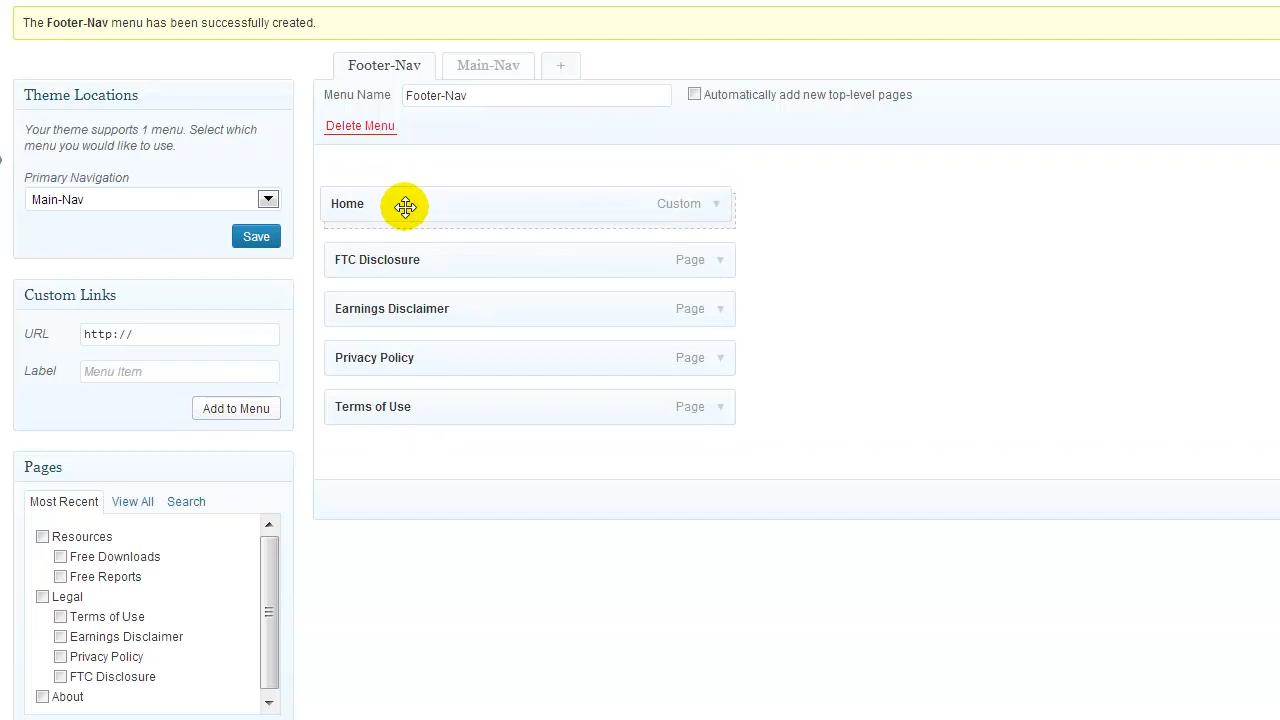 The Footer-Nav menu has been successfully created.
Footer-Nav
Main-Nav
+
Theme Locations
Your theme supports 1 menu. Select which
menu you would like to use.
Primary Navigation
Main-Nav
Save
Menu Name
Footer-Nav
Automatically add new top-level pages
Delete Menu
Home
Custom
FTC Disclosure
Page
Earnings Disclaimer
Page
Privacy Policy
Page
Terms of Use
Page
Custom Links
URL
http://
Label
Menu Item
Add to Menu
Pages
Most Recent
View All
Search
Resources
Free Downloads
Free Reports
Legal
Terms of Use
Earnings Disclaimer
Privacy Policy
FTC Disclosure
About